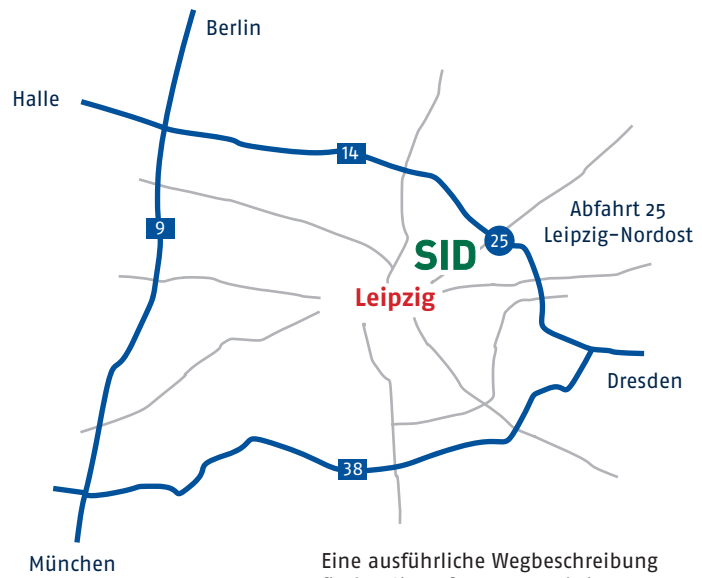 Berlin
Halle
14
9
Abfahrt 25
Leipzig-Nordost
25
SID
Leipzig
Dresden
38
München
Eine ausführliche Wegbeschreibung